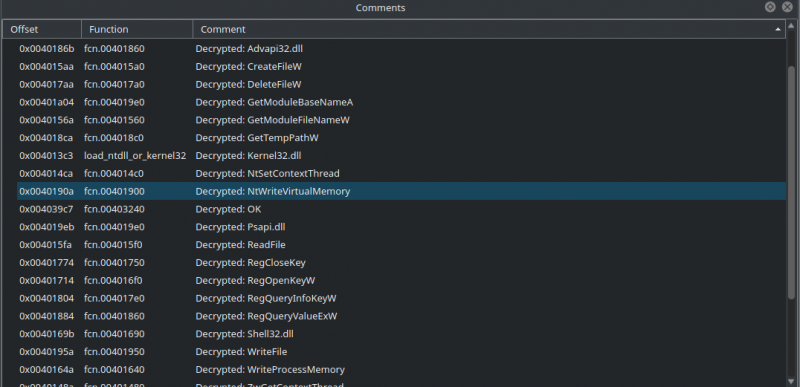 Comments
Offset Function Comment
0x0040186b fcn.00401860 Decrypted: Advapi32.dll
0x004015aa fcn.004015a0 Decrypted: CreateFileW
0x004017aa fcn.004017a0 Decrypted: DeleteFileW
0x00401a04 fcn.004019e0 Decrypted: GetModuleBaseNameA
0x0040156a fcn.00401560 Decrypted: GetModuleFileNameW
0x004018ca fcn.004018c0 Decrypted: GetTempPathW
0x004013c3 load_ntdll_or_kernel32 Decrypted: Kernel32.dll
0x004014ca fcn.004014c0 Decrypted: NtSetContextThread
0x0040190a fcn.00401900 Decrypted: NtWriteVirtualMemory
0x004039c7 fcn.00403240 Decrypted: OK
0x004019eb fcn.004019e0 Decrypted: Psapi.dll
0x004015fa fcn.004015f0 Decrypted: ReadFile
0x00401774 fcn.00401750 Decrypted: RegCloseKey
0x00401714 fcn.004016f0 Decrypted: RegOpenKeyW
0x00401804 fcn.004017e0 Decrypted: RegQueryInfoKeyW
0x00401884 fcn.00401860 Decrypted: RegQueryValueExW
0x0040169b fcn.00401690 Decrypted: Shell32.dll
0x0040195a fcn.00401950 Decrypted: WriteFile
0x0040164a fcn.00401640 Decrypted: WriteProcessMemory
0x0040148a fcn.00401480 Decrypted: ZwGetContextThread